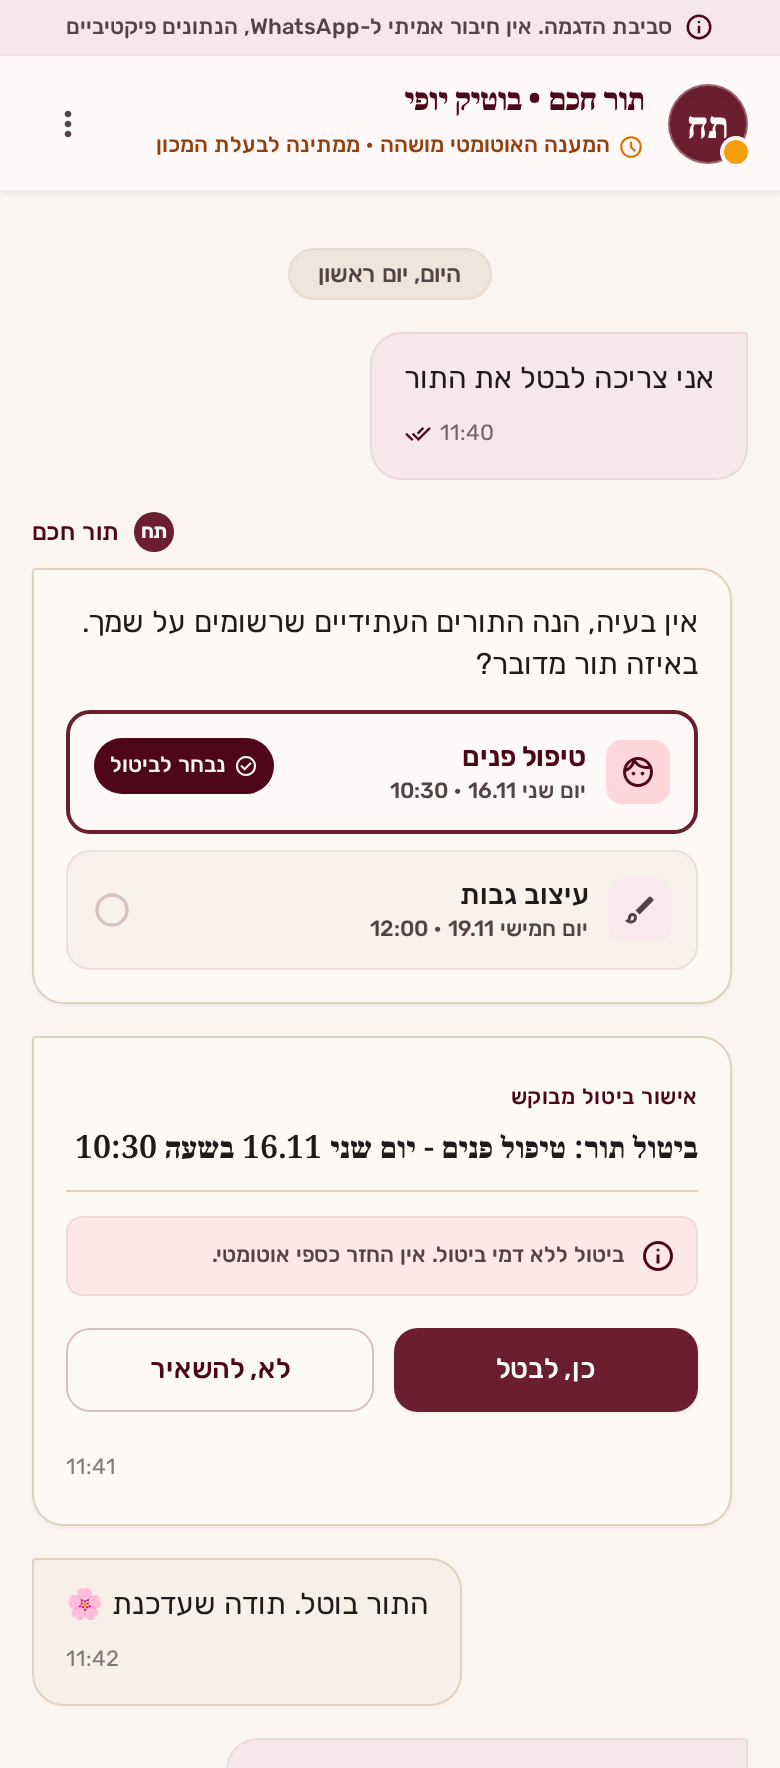 סביבת הדגמה. אין חיבור אמיתי ל-WhatsApp, הנתונים פיקטיביים
תח
תור חכם • בוטיק יופי
המענה האוטומטי מושהה • ממתינה לבעלת המכון
היום, יום ראשון
אני צריכה לבטל את התור
11:40
תח תור חכם
אין בעיה, הנה התורים העתידיים שרשומים על שמך.
באיזה תור מדובר?
טיפול פנים
יום שני 16.11 • 10:30
נבחר לביטול
עיצוב גבות
יום חמישי 19.11 • 12:00
אישור ביטול מבוקש
ביטול תור: טיפול פנים - יום שני 16.11 בשעה 10:30
ביטול ללא דמי ביטול. אין החזר כספי אוטומטי.
כן, לבטל
לא, להשאיר
11:41
התור בוטל. תודה שעדכנת 🌸
11:42